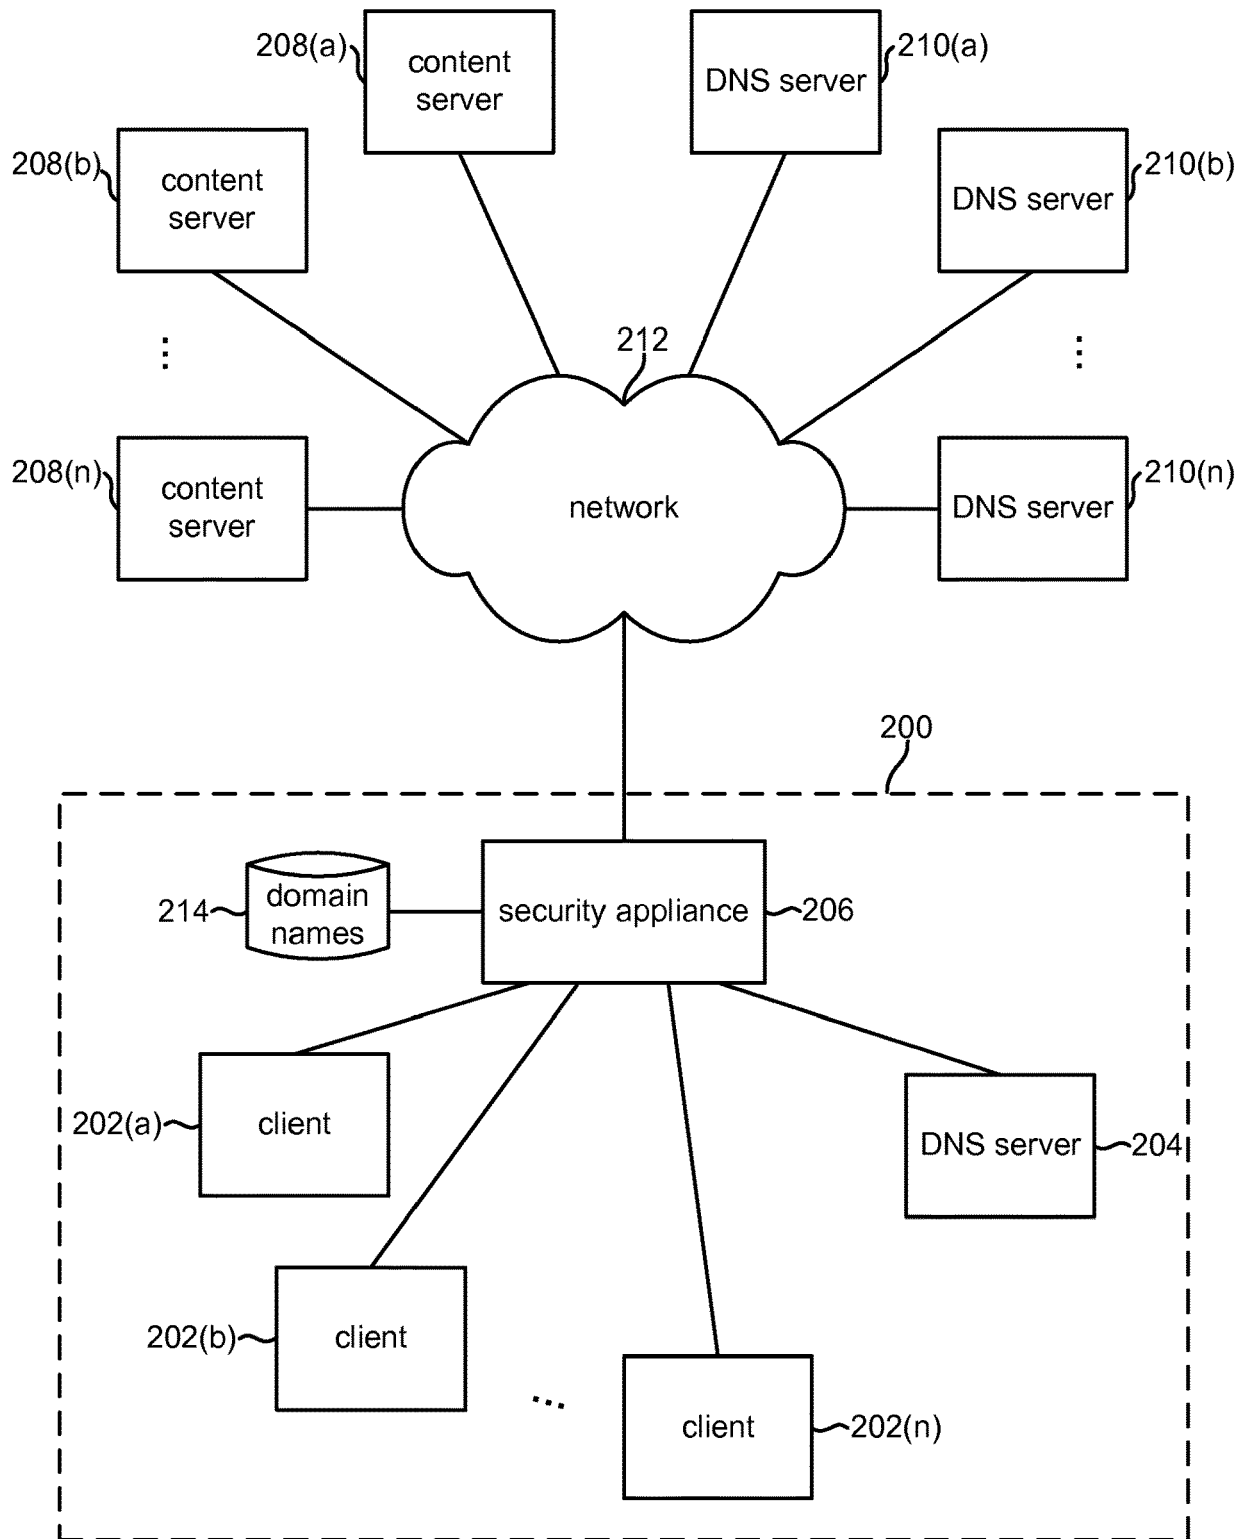 208(a)
content
server
DNS server
210(a)
208(b)
content
server
DNS server
210(b)
...
212
...
208(n)
content
server
network
DNS server
210(n)
200
214
domain
names
security appliance
206
202(a)
client
DNS server
204
202(b)
client
...
client
202(n)